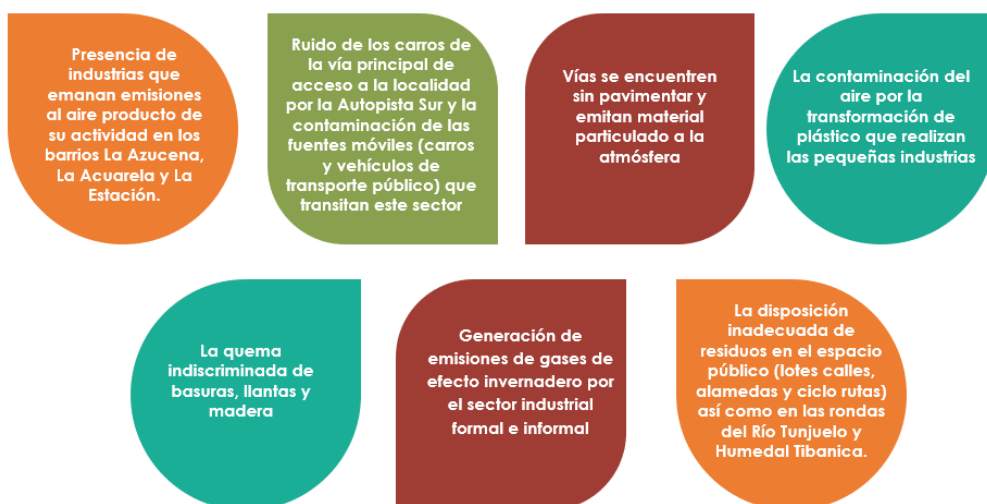 Presencia de
industrias que
emanan emisiones
al aire producto de
su actividad en los
barrios La Azucena,
La Acuarela y La
Estación.
Ruido de los carros de
la vía principal de
acceso a la localidad
por la Autopista Sur y la
contaminación de las
fuentes móviles (carros
y vehículos de
transporte público) que
transitan este sector
Vías se encuentren
sin pavimentar y
emitan material
particulado a la
atmósfera
La contaminación del
aire por la
transformación de
plástico que realizan
las pequeñas industrias
La quema
indiscriminada de
basuras, llantas y
madera
Generación de
emisiones de gases de
efecto invernadero por
el sector industrial
formal e informal
La disposición
inadecuada de
residuos en el espacio
público (lotes calles,
alamedas y ciclo rutas)
así como en las rondas
del Río Tunjuelo y
Humedal Tibanica.